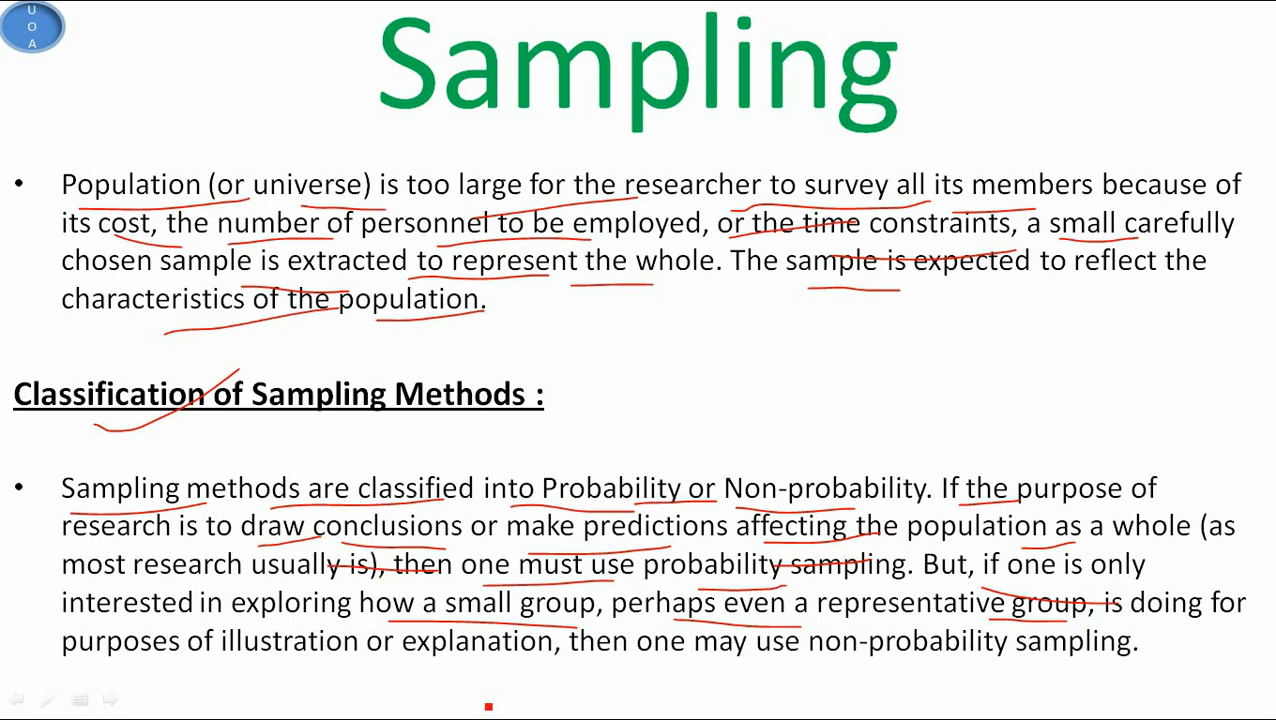 U
O
A
Sampling
• Population (or universe) is too large for the researcher to survey all its members because of
its cost, the number of personnel to be employed, or the time constraints, a small carefully
chosen sample is extracted to represent the whole. The sample is expected to reflect the
characteristics of the population.
Classification of Sampling Methods :
• Sampling methods are classified into Probability or Non-probability. If the purpose of
research is to draw conclusions or make predictions affecting the population as a whole (as
most research usually is), then one must use probability sampling. But, if one is only
interested in exploring how a small group, perhaps even a representative group, is doing for
purposes of illustration or explanation, then one may use non-probability sampling.